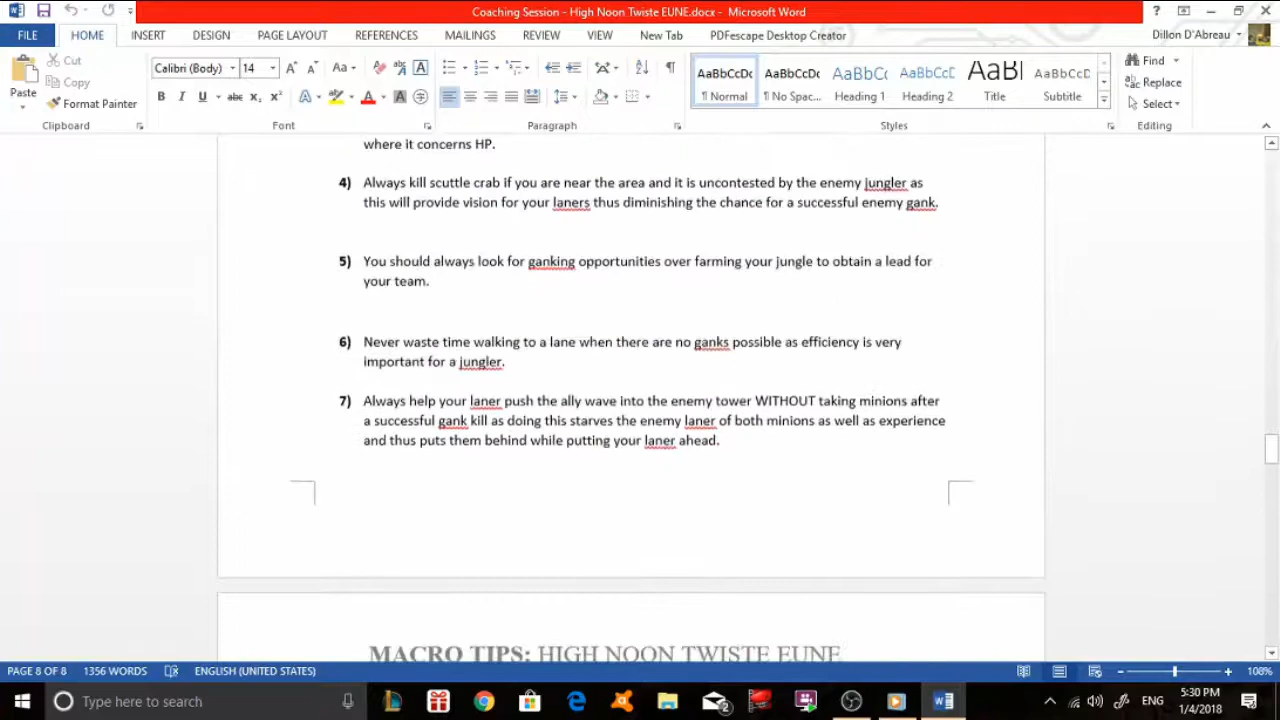 Coaching Session - High Noon Twiste EUNE.docx - Microsoft Word
FILE HOME INSERT DESIGN PAGE LAYOUT REFERENCES REVIEW VIEW New Tab PDFescape Desktop Creator Dillon D'Abreau
Cut
Copy
Format Painter
Paste
Clipboard
Calibri (Body) 14
Font
Paragraph
AaBbCcDc AaBbCcDc AaBbCc AaBbCcD AaBl AaBbCcD
¶ Normal ¶ No Spac... Heading 1 Heading 2 Title Subtitle
Styles
Find
Replace
Select
Editing
where it concerns HP.
4) Always kill scuttle crab if you are near the area and it is uncontested by the enemy jungler as
this will provide vision for your laners thus diminishing the chance for a successful enemy gank.
5) You should always look for ganking opportunities over farming your jungle to obtain a lead for
your team.
6) Never waste time walking to a lane when there are no ganks possible as efficiency is very
important for a jungler.
7) Always help your laner push the ally wave into the enemy tower WITHOUT taking minions after
a successful gank kill as doing this starves the enemy laner of both minions as well as experience
and thus puts them behind while putting your laner ahead.
MACRO TIPS: HIGH NOON TWISTE EUNE
PAGE 8 OF 8 1356 WORDS ENGLISH (UNITED STATES) 108%
Type here to search
ENG
5:30 PM
1/4/2018